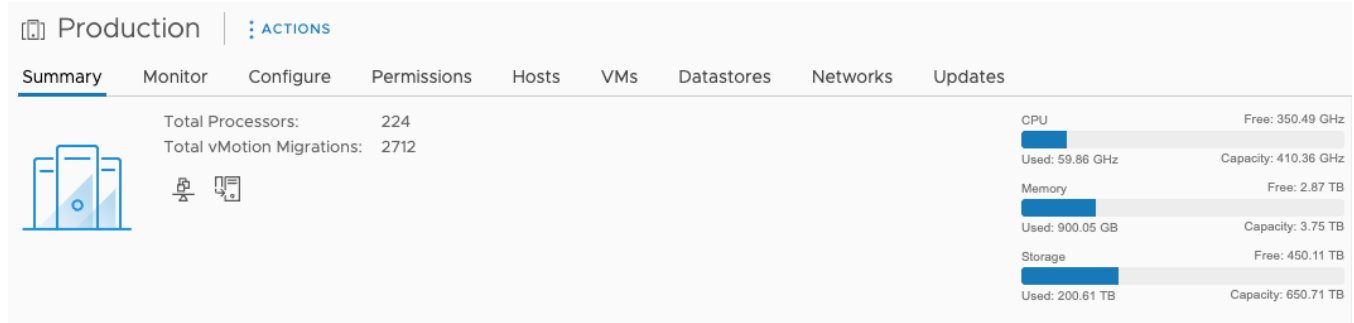 Production
ACTIONS
Summary Monitor Configure Permissions Hosts VMs Datastores Networks Updates
Total Processors: 224
Total vMotion Migrations: 2712
CPU Free: 350.49 GHz
Used: 59.86 GHz Capacity: 410.36 GHz
Memory Free: 2.87 TB
Used: 900.05 GB Capacity: 3.75 TB
Storage Free: 450.11 TB
Used: 200.61 TB Capacity: 650.71 TB